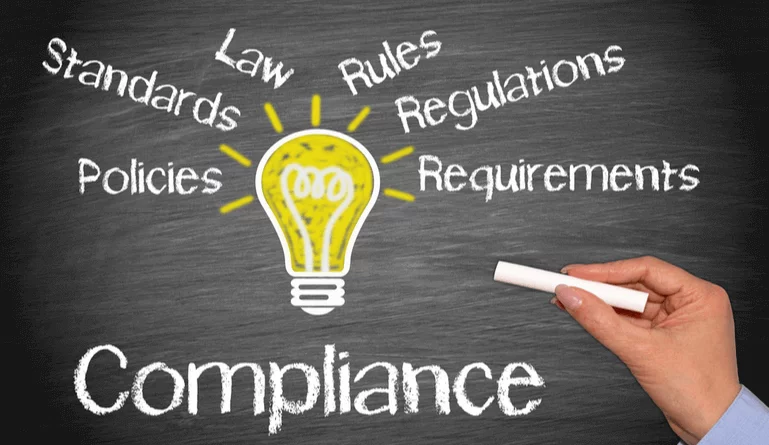 Standards
Law
Rules
Regulations
Policies
Requirements
Compliance